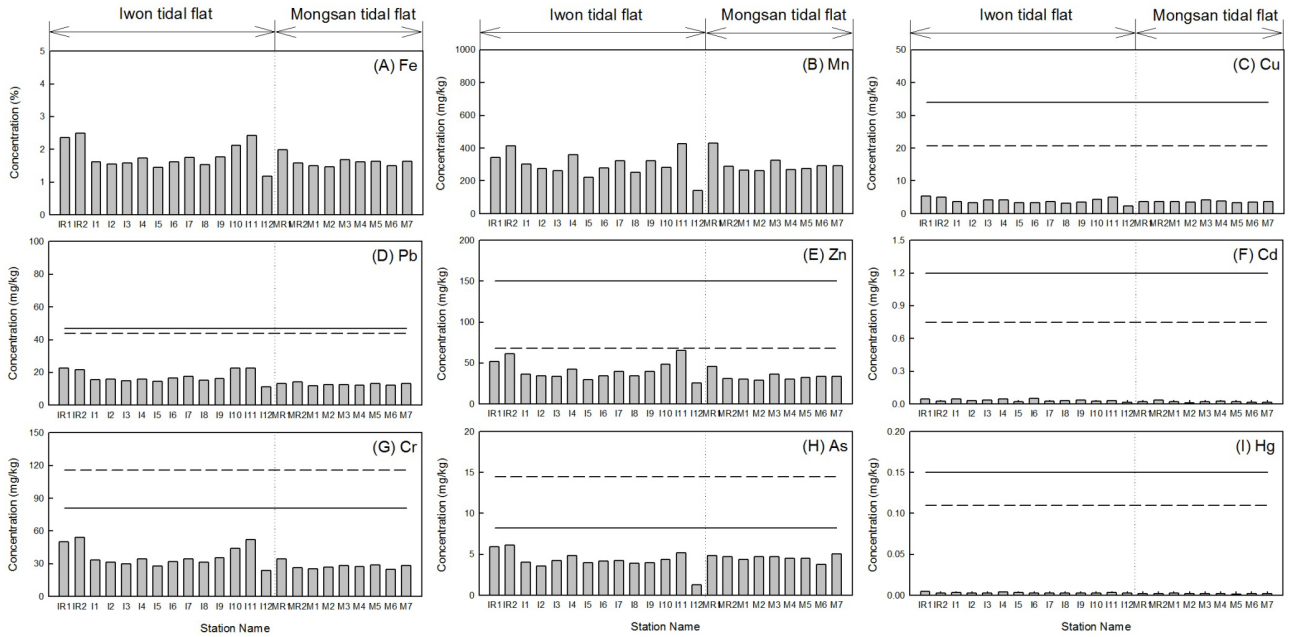 Iwon tidal flat Mongsan tidal flat Iwon tidal flat Mongsan tidal flat Iwon tidal flat Mongsan tidal flat
(A) Fe
Concentration (%)
5
4
3
2
1
0
IR1 IR2 I1 I2 I3 I4 I5 I6 I7 I8 I9 I10 I11 I12 MR1 MR2 M1 M2 M3 M4 M5 M6 M7
(B) Mn
Concentration (mg/kg)
1000
800
600
400
200
0
IR1 IR2 I1 I2 I3 I4 I5 I6 I7 I8 I9 I10 I11 I12 MR1 MR2 M1 M2 M3 M4 M5 M6 M7
(C) Cu
Concentration (mg/kg)
50
40
30
20
10
0
IR1 IR2 I1 I2 I3 I4 I5 I6 I7 I8 I9 I10 I11 I12 MR1 MR2 M1 M2 M3 M4 M5 M6 M7
(D) Pb
Concentration (mg/kg)
100
80
60
40
20
0
IR1 IR2 I1 I2 I3 I4 I5 I6 I7 I8 I9 I10 I11 I12 MR1 MR2 M1 M2 M3 M4 M5 M6 M7
(E) Zn
Concentration (mg/kg)
200
150
100
50
0
IR1 IR2 I1 I2 I3 I4 I5 I6 I7 I8 I9 I10 I11 I12 MR1 MR2 M1 M2 M3 M4 M5 M6 M7
(F) Cd
Concentration (mg/kg)
1.5
1.2
0.9
0.6
0.3
0.0
IR1 IR2 I1 I2 I3 I4 I5 I6 I7 I8 I9 I10 I11 I12 MR1 MR2 M1 M2 M3 M4 M5 M6 M7
(G) Cr
Concentration (mg/kg)
150
120
90
60
30
0
IR1 IR2 I1 I2 I3 I4 I5 I6 I7 I8 I9 I10 I11 I12 MR1 MR2 M1 M2 M3 M4 M5 M6 M7
Station Name
(H) As
Concentration (mg/kg)
20
15
10
5
0
IR1 IR2 I1 I2 I3 I4 I5 I6 I7 I8 I9 I10 I11 I12 MR1 MR2 M1 M2 M3 M4 M5 M6 M7
Station Name
(I) Hg
Concentration (mg/kg)
0.20
0.15
0.10
0.05
0.00
IR1 IR2 I1 I2 I3 I4 I5 I6 I7 I8 I9 I10 I11 I12 MR1 MR2 M1 M2 M3 M4 M5 M6 M7
Station Name